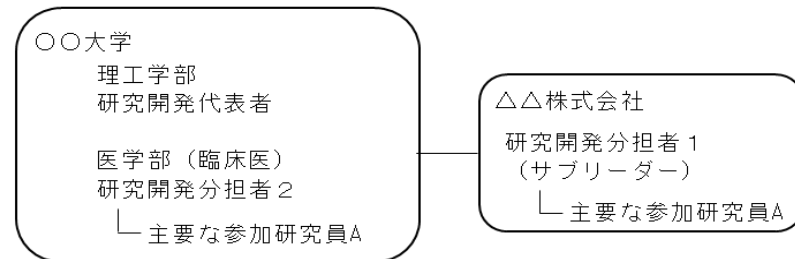 ○○大学
理工学部
研究開発代表者
医学部（臨床医）
研究開発分担者２
主要な参加研究員A
△△株式会社
研究開発分担者１
（サブリーダー）
主要な参加研究員A